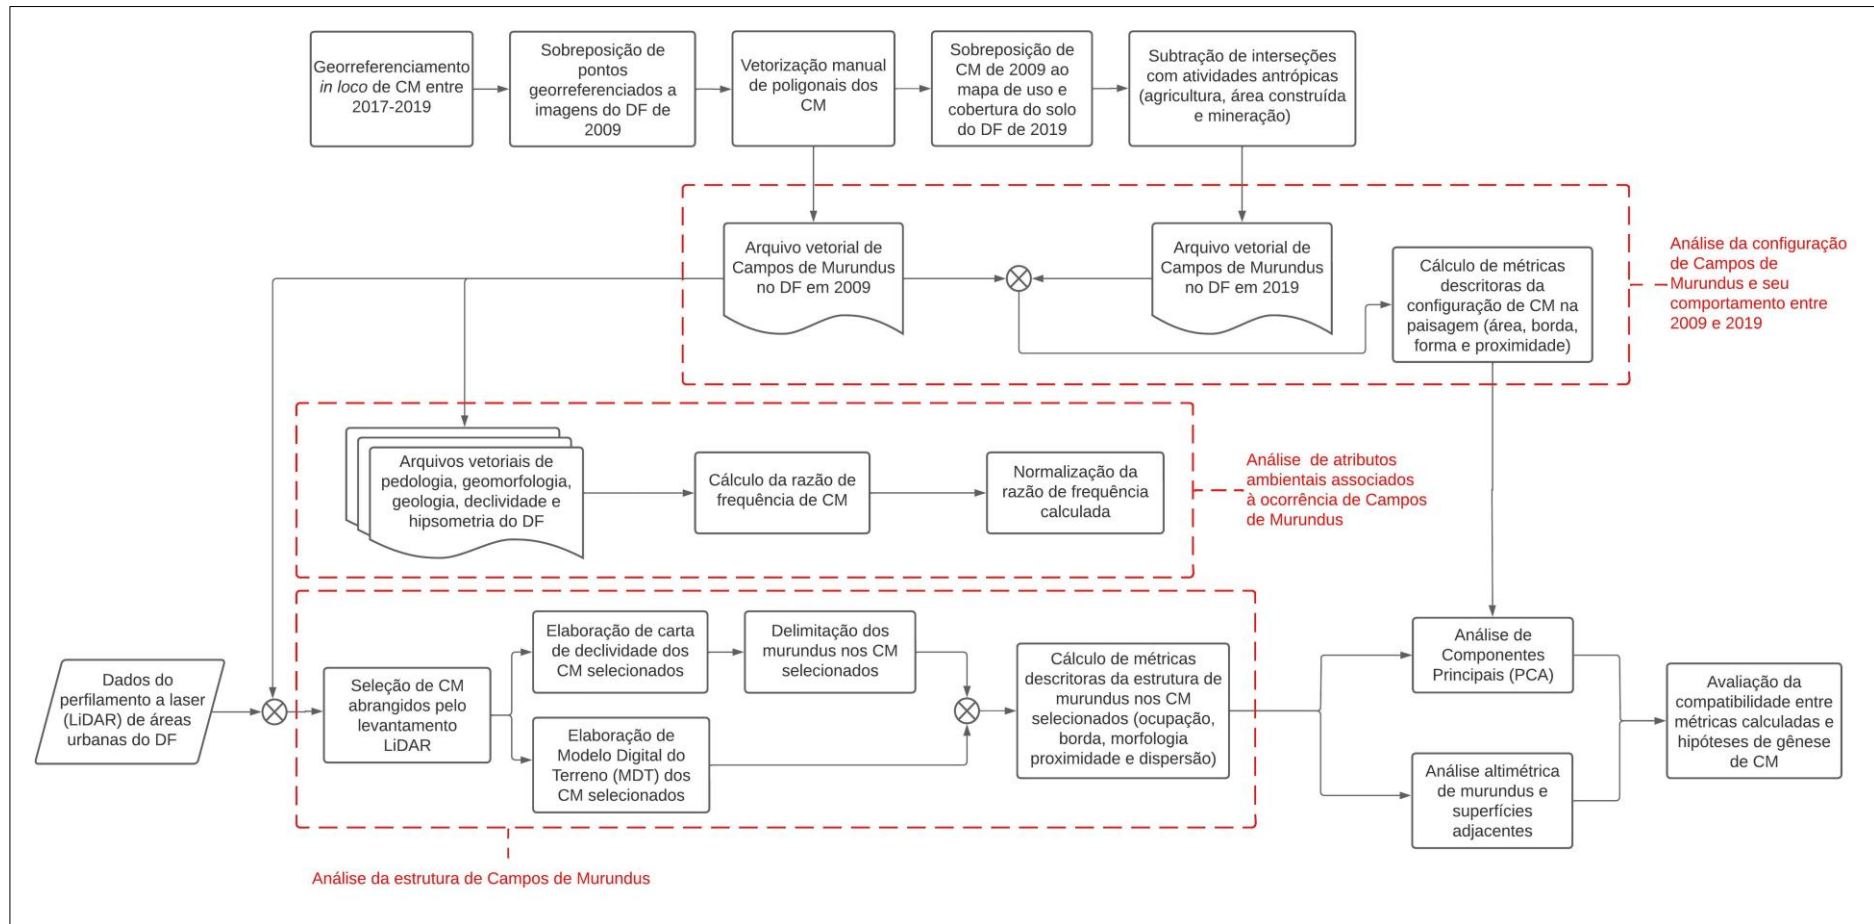 Georreferenciamento
in loco de CM entre
2017-2019
Sobreposição de
pontos
georreferenciados a
imagens do DF de
2009
Vetorização manual
de poligonais dos
CM
Sobreposição de
CM de 2009 ao
mapa de uso e
cobertura do solo
do DF de 2019
Subtração de interseções
com atividades antrópicas
(agricultura, área construída
e mineração)
Arquivo vetorial de
Campos de Murundus
no DF em 2009
Arquivo vetorial de
Campos de Murundus
no DF em 2019
Cálculo de métricas
descritoras da
configuração de CM na
paisagem (área, borda,
forma e proximidade)
Análise da configuração
de Campos de
Murundus e seu
comportamento entre
2009 e 2019
Arquivos vetoriais de
pedologia, geomorfologia,
geologia, declividade e
hipsometria do DF
Cálculo da razão de
frequência de CM
Normalização da
razão de frequência
calculada
Análise de atributos
ambientais associados
à ocorrência de Campos
de Murundus
Dados do
perfilamento a laser
(LiDAR) de áreas
urbanas do DF
Seleção de CM
abrangidos pelo
levantamento
LiDAR
Elaboração de carta
de declividade dos
CM selecionados
Delimitação dos
murundus nos CM
selecionados
Elaboração de
Modelo Digital do
Terreno (MDT) dos
CM selecionados
Cálculo de métricas
descritoras da estrutura de
murundus nos CM
selecionados (ocupação,
borda, morfologia
proximidade e dispersão)
Análise de
Componentes
Principais (PCA)
Análise altimétrica
de murundus e
superfícies
adjacentes
Avaliação da
compatibilidade entre
métricas calculadas e
hipóteses de gênese
de CM
Análise da estrutura de Campos de Murundus